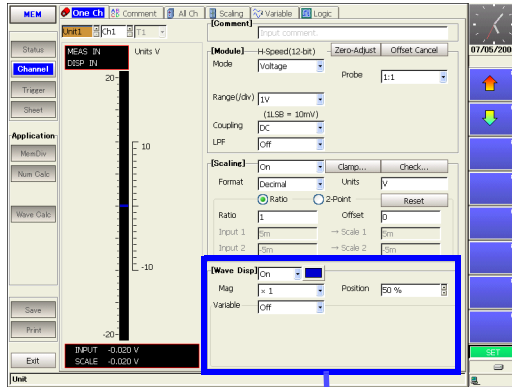 MEM One Ch Comment All Ch Scaling Variable Logic
Unit1 Ch1 T1
[Comment]
Input comment.
Status
MEAS IN Units V
DISP IN
[Module] H-Speed(12-bit) Zero-Adjust Offset Cancel
07/05/200
Channel
Mode Voltage
Probe 1:1
20
Trigger
Range(/div) 1V
Sheet
(1LSB = 10mV)
Coupling DC
Application
LPF Off
MemDiv
10
[Scaling] On Clamp... Check...
Num Calc
Format Decimal Units V
Ratio 2-Point Reset
Wave Calc
Ratio 1 Offset 0
Input 1 5m → Scale 1 5m
Input 2 -5m → Scale 2 -5m
-10
[Wave Disp] On
Mag × 1 Position 50 %
Variable Off
Save
Print
-20
INPUT -0.020 V
SCALE -0.020 V
SET
Exit
Unit